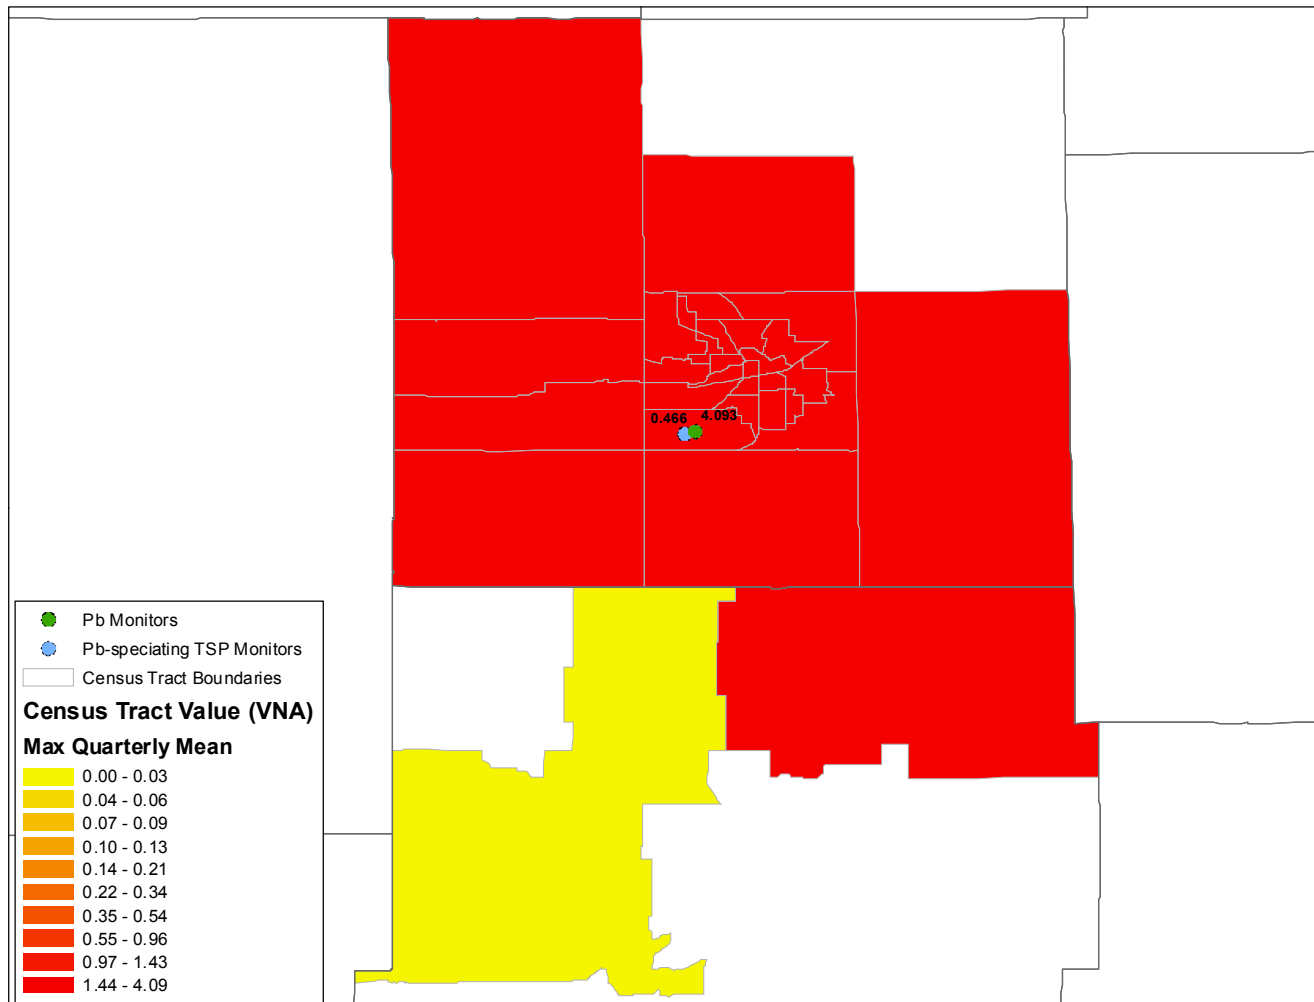 0.466 4.093
Pb Monitors
Pb-speciating TSP Monitors
Census Tract Boundaries
Census Tract Value (VNA)
Max Quarterly Mean
0.00 - 0.03
0.04 - 0.06
0.07 - 0.09
0.10 - 0.13
0.14 - 0.21
0.22 - 0.34
0.35 - 0.54
0.55 - 0.96
0.97 - 1.43
1.44 - 4.09